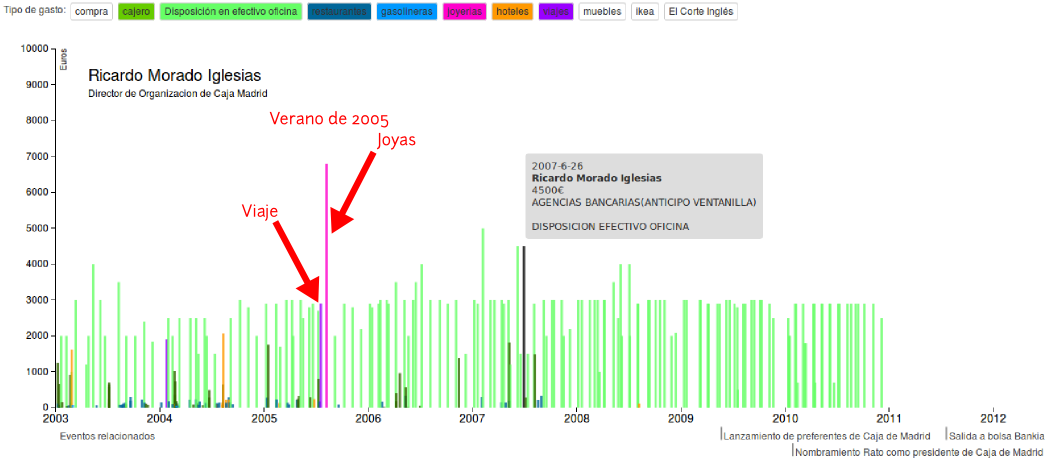 Tipo de gasto: compra cajero Disposición en efectivo oficina restaurantes gasolineras joyerias hoteles viajes muebles Ikea El Corte Inglés
10000
Euros
9000
8000
7000
6000
5000
4000
3000
2000
1000
0
Ricardo Morado Iglesias
Director de Organizacion de Caja Madrid
Verano de 2005
Joyas
Viaje
2007-6-26
Ricardo Morado Iglesias
4500€
AGENCIAS BANCARIAS(ANTICIPO VENTANILLA)
DISPOSICION EFECTIVO OFICINA
2003 2004 2005 2006 2007 2008 2009 2010 2011 2012
Eventos relacionados
Lanzamiento de preferentes de Caja de Madrid
Salida a bolsa Bankia
Nombramiento Rato como presidente de Caja de Madrid